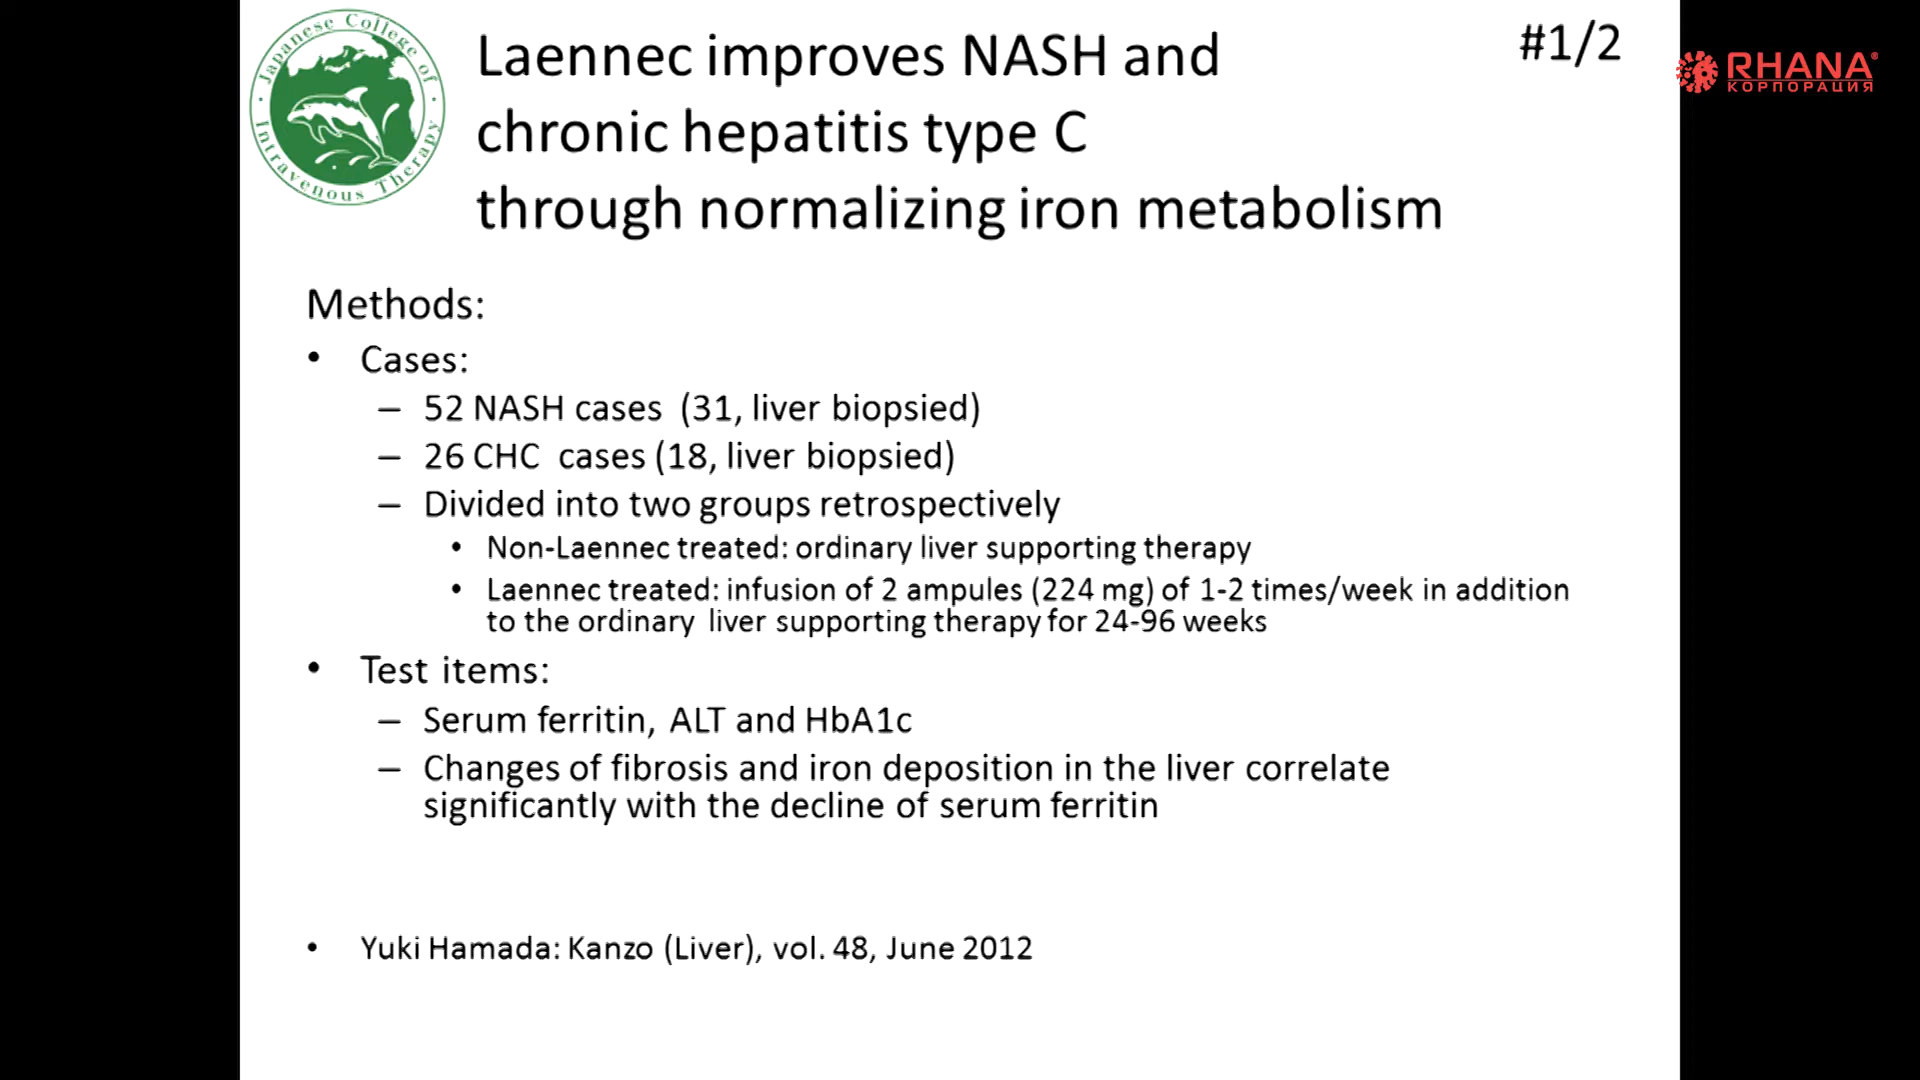 Japanese College of
Intravenous Therapy
Laennec improves NASH and
chronic hepatitis type C
through normalizing iron metabolism
#1/2
RHANA®
КОРПОРАЦИЯ
Methods:
• Cases:
– 52 NASH cases (31, liver biopsied)
– 26 CHC cases (18, liver biopsied)
– Divided into two groups retrospectively
• Non-Laennec treated: ordinary liver supporting therapy
• Laennec treated: infusion of 2 ampules (224 mg) of 1-2 times/week in addition
to the ordinary liver supporting therapy for 24-96 weeks
• Test items:
– Serum ferritin, ALT and HbA1c
– Changes of fibrosis and iron deposition in the liver correlate
significantly with the decline of serum ferritin
• Yuki Hamada: Kanzo (Liver), vol. 48, June 2012